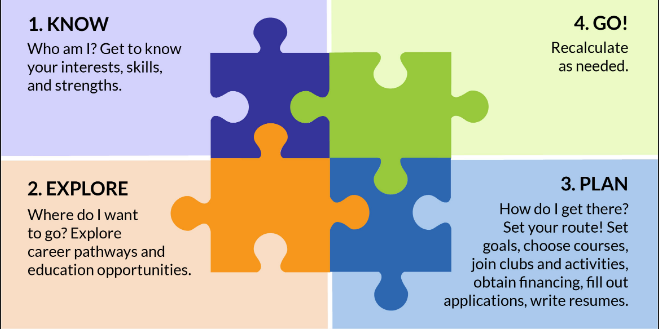 1. KNOW
Who am I? Get to know
your interests, skills,
and strengths.
2. EXPLORE
Where do I want
to go? Explore
career pathways and
education opportunities.
3. PLAN
How do I get there?
Set your route! Set
goals, choose courses,
join clubs and activities,
obtain financing, fill out
applications, write resumes.
4. GO!
Recalculate
as needed.